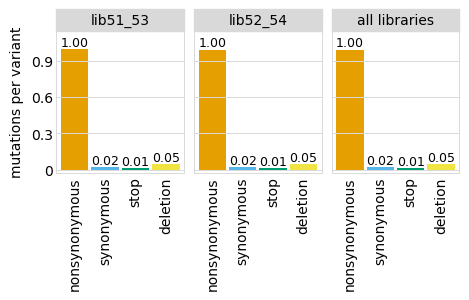 lib51_53 lib52_54 all libraries
mutations per variant
0.9
0.6
0.3
0
1.00 0.02 0.01 0.05
1.00 0.02 0.01 0.05
1.00 0.02 0.01 0.05
nonsynonymous synonymous stop deletion
nonsynonymous synonymous stop deletion
nonsynonymous synonymous stop deletion